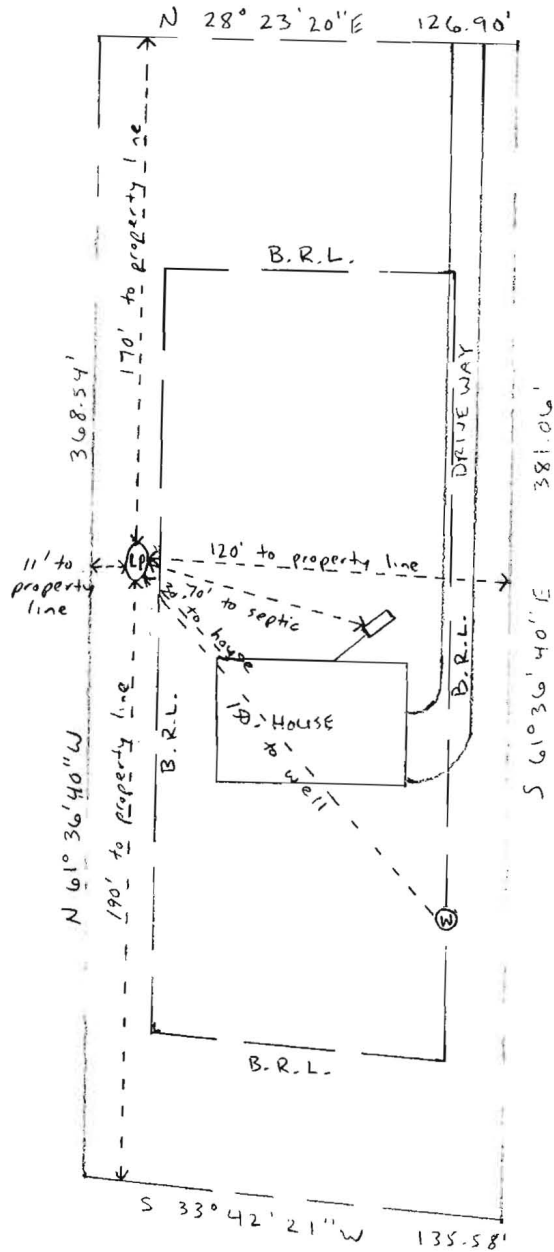 N 28° 23' 20" E 126.90'
170' to property line
368.54'
B.R.L.
DRIVEWAY
381.06'
LP
11' to
property
line
120' to property line
70' to septic
to house
HOUSE
to
well
B.R.L.
B.R.L.
N 61° 36' 40" W
190' to property line
S 61° 36' 40" E
W
B.R.L.
S 33° 42' 21" W 135.58'